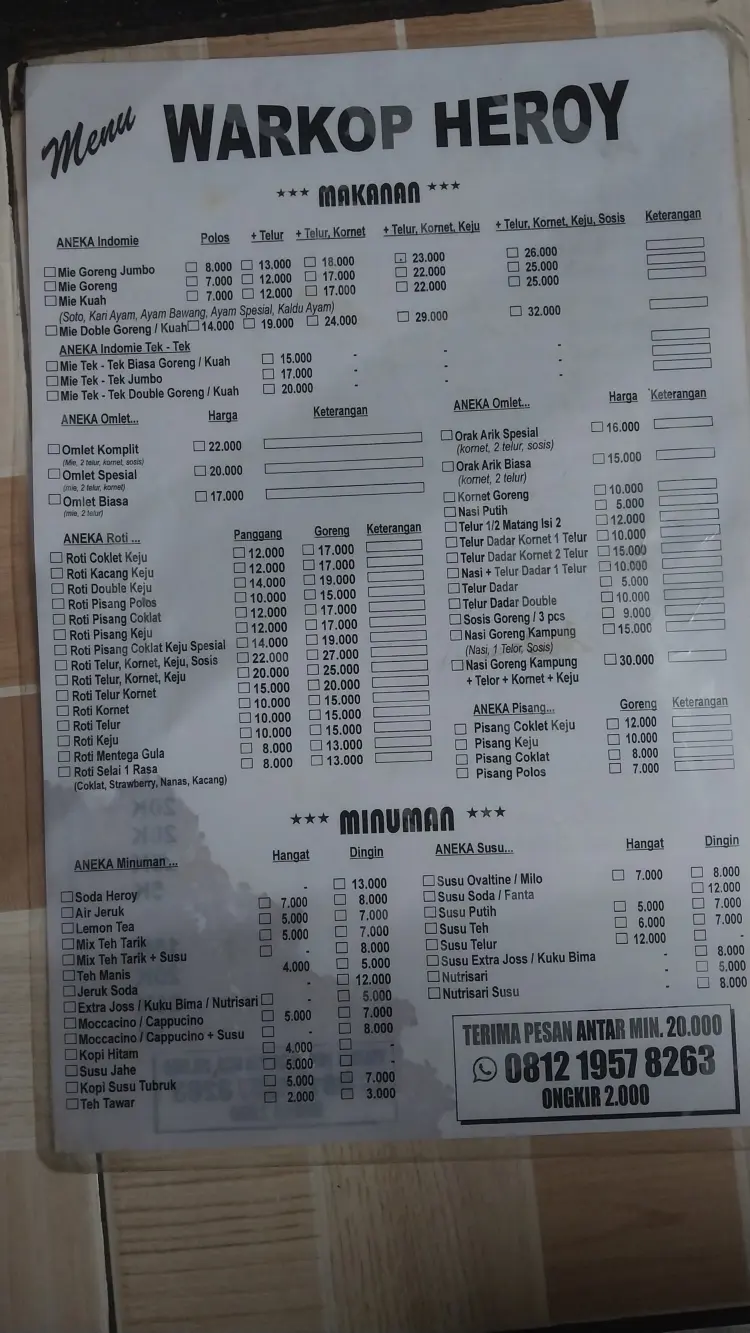 Menu WARKOP HEROY
*** MAKANAN ***
ANEKA Indomie Polos + Telur + Telur, Kornet + Telur, Kornet, Keju + Telur, Kornet, Keju, Sosis Keterangan
Mie Goreng Jumbo 8.000 13.000 18.000 23.000 26.000
Mie Goreng 7.000 12.000 17.000 22.000 25.000
Mie Kuah 7.000 12.000 17.000 22.000 25.000
(Soto, Kari Ayam, Ayam Bawang, Ayam Spesial, Kaldu Ayam)
Mie Doble Goreng / Kuah 14.000 19.000 24.000 29.000 32.000
ANEKA Indomie Tek - Tek
Mie Tek - Tek Biasa Goreng / Kuah 15.000 - - -
Mie Tek - Tek Jumbo 17.000 - - -
Mie Tek - Tek Double Goreng / Kuah 20.000 - - -
ANEKA Omlet... Harga Keterangan
Omlet Komplit 22.000
(Mie, 2 telur, kornet, sosis)
Omlet Spesial 20.000
(mie, 2 telur, kornet)
Omlet Biasa 17.000
(mie, 2 telur)
ANEKA Roti ... Panggang Goreng Keterangan
Roti Coklet Keju 12.000 17.000
Roti Kacang Keju 12.000 17.000
Roti Double Keju 14.000 19.000
Roti Pisang Polos 10.000 15.000
Roti Pisang Coklat 12.000 17.000
Roti Pisang Keju 12.000 17.000
Roti Pisang Coklat Keju Spesial 14.000 19.000
Roti Telur, Kornet, Keju, Sosis 22.000 27.000
Roti Telur, Kornet, Keju 20.000 25.000
Roti Telur Kornet 15.000 20.000
Roti Kornet 10.000 15.000
Roti Telur 10.000 15.000
Roti Keju 10.000 15.000
Roti Mentega Gula 8.000 13.000
Roti Selai 1 Rasa 8.000 13.000
(Coklat, Strawberry, Nanas, Kacang)
ANEKA Omlet... Harga Keterangan
Orak Arik Spesial 16.000
(kornet, 2 telur, sosis)
Orak Arik Biasa 15.000
(kornet, 2 telur)
Kornet Goreng 10.000
Nasi Putih 5.000
Telur 1/2 Matang Isi 2 12.000
Telur Dadar Kornet 1 Telur 10.000
Telur Dadar Kornet 2 Telur 15.000
Nasi + Telur Dadar 1 Telur 10.000
Telur Dadar 5.000
Telur Dadar Double 10.000
Sosis Goreng / 3 pcs 9.000
Nasi Goreng Kampung 15.000
(Nasi, 1 Telor, Sosis)
Nasi Goreng Kampung 30.000
+ Telor + Kornet + Keju
ANEKA Pisang... Goreng Keterangan
Pisang Coklet Keju 12.000
Pisang Keju 10.000
Pisang Coklat 8.000
Pisang Polos 7.000
*** MINUMAN ***
ANEKA Minuman ... Hangat Dingin
Soda Heroy - 13.000
Air Jeruk 7.000 8.000
Lemon Tea 5.000 7.000
Mix Teh Tarik 5.000 7.000
Mix Teh Tarik + Susu - 8.000
Teh Manis 4.000 5.000
Jeruk Soda - 12.000
Extra Joss / Kuku Bima / Nutrisari - 5.000
Moccacino / Cappucino 5.000 7.000
Moccacino / Cappucino + Susu - 8.000
Kopi Hitam 4.000 -
Susu Jahe 5.000 -
Kopi Susu Tubruk 5.000 7.000
Teh Tawar 2.000 3.000
ANEKA Susu... Hangat Dingin
Susu Ovaltine / Milo 7.000 8.000
Susu Soda / Fanta 12.000
Susu Putih 5.000 7.000
Susu Teh 6.000 7.000
Susu Telur 12.000 -
Susu Extra Joss / Kuku Bima - 8.000
Nutrisari - 5.000
Nutrisari Susu - 8.000
TERIMA PESAN ANTAR MIN. 20.000
0812 1957 8263
ONGKIR 2.000